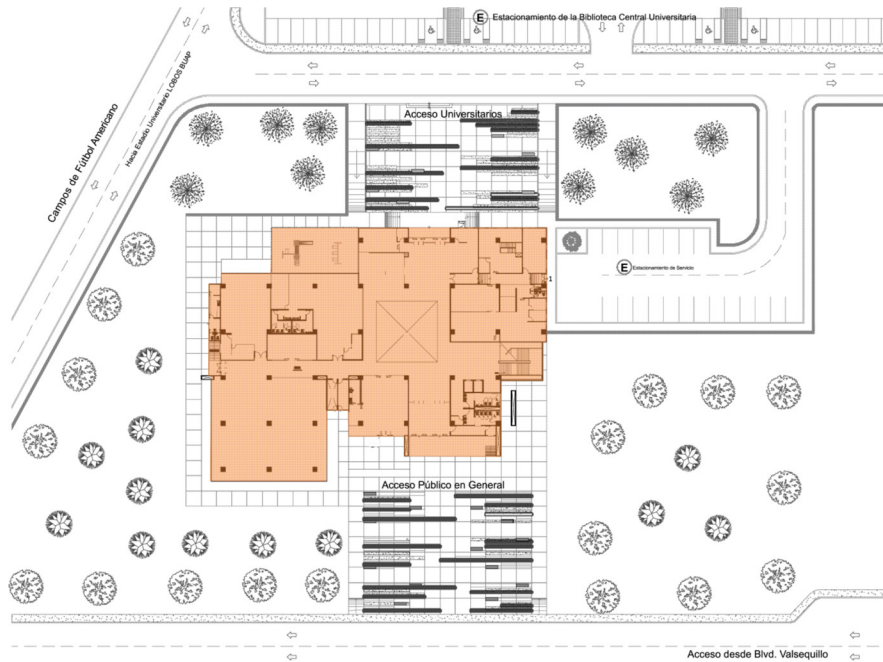 E Estacionamiento de la Biblioteca Central Universitaria
Acceso Universitarios
Campos de Fútbol Americano
Hacia Estadio Universitario LOBOS BUAP
E Estacionamiento de Servicio
1
Acceso Público en General
Acceso desde Blvd. Valsequillo